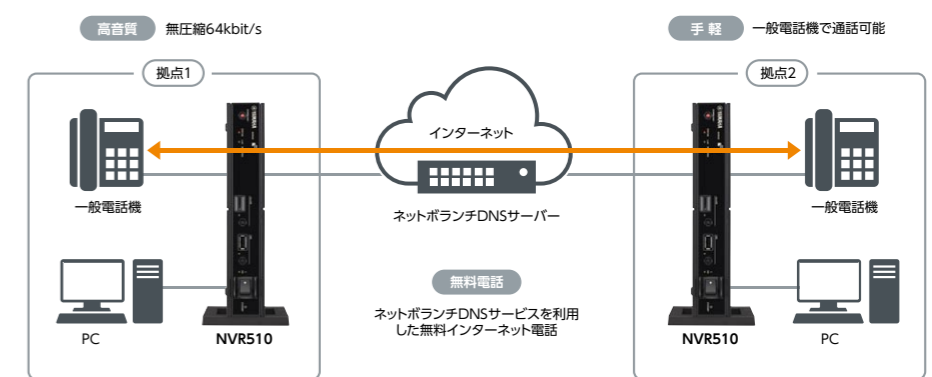 高音質 無圧縮64kbit/s
手軽 一般電話機で通話可能
拠点1
拠点2
インターネット
一般電話機
ネットボランチDNSサーバー
一般電話機
無料電話
ネットボランチDNSサービスを利用
した無料インターネット電話
PC
NVR510
NVR510
PC